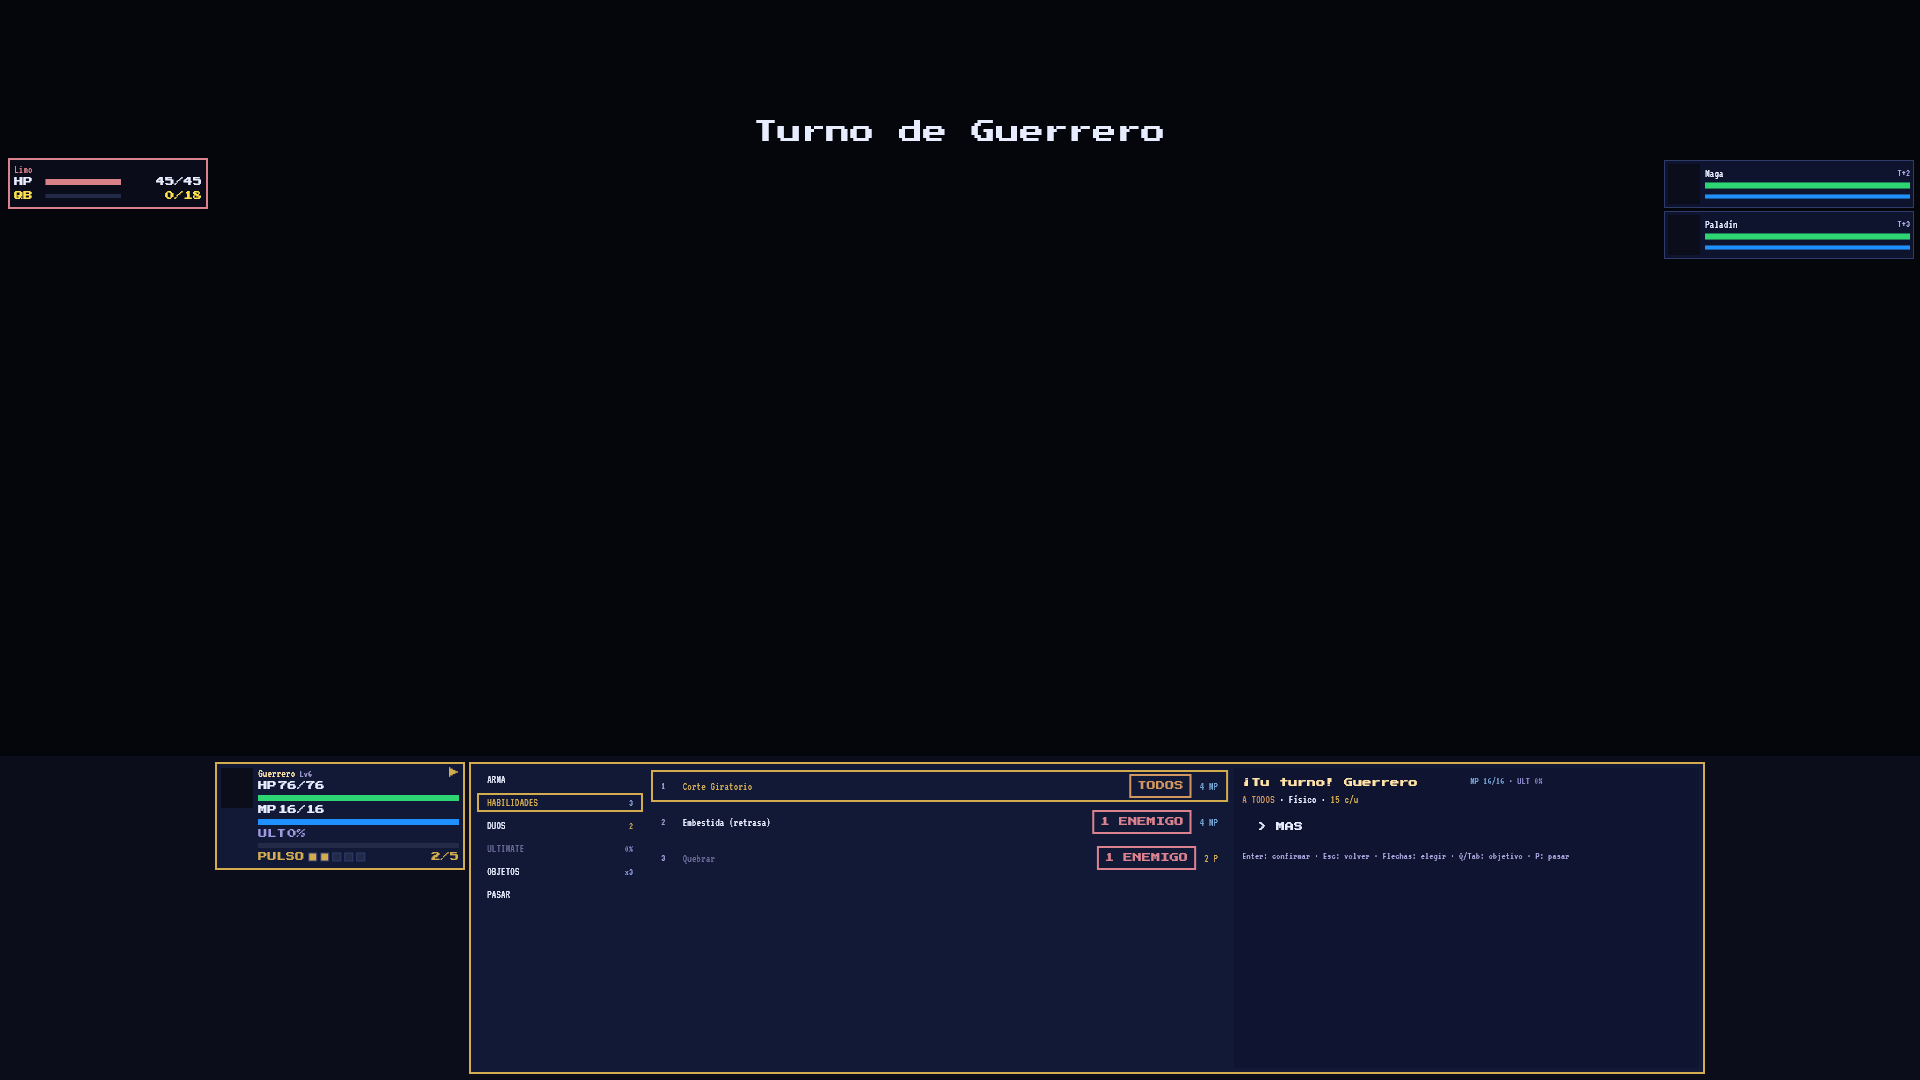 Turno de Guerrero
Limo
HP 45/45
QB 0/18
Maga T+2
Paladín T+3
Guerrero Lv6
HP 76/76
MP 16/16
ULT 0%
PULSO 2/5
ARMA
HABILIDADES 3
DUOS 2
ULTIMATE 0%
OBJETOS x3
PASAR
1 Corte Giratorio TODOS 4 MP
2 Embestida (retrasa) 1 ENEMIGO 4 MP
3 Quebrar 1 ENEMIGO 2 P
¡Tu turno! Guerrero MP 16/16 · ULT 0%
A TODOS · Físico · 15 c/u
> MAS
Enter: confirmar · Esc: volver · Flechas: elegir · Q/Tab: objetivo · P: pasar